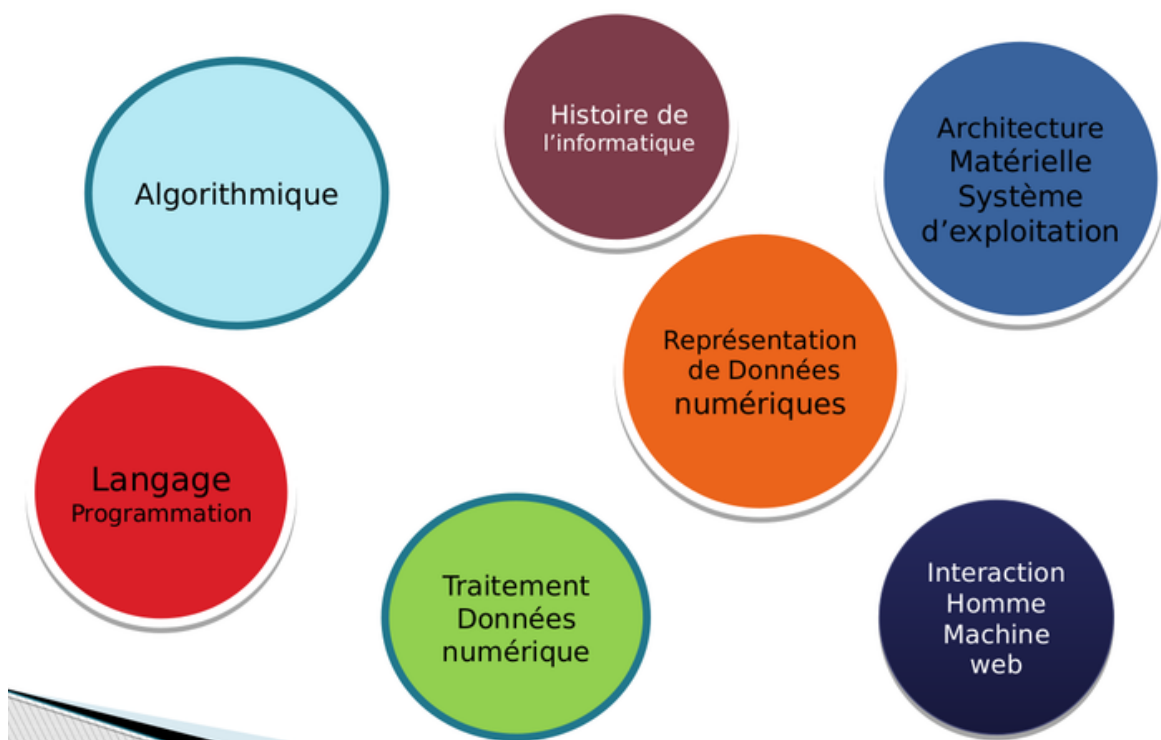 Algorithmique
Histoire de
l'informatique
Architecture
Matérielle
Système
d'exploitation
Représentation
de Données
numériques
Langage
Programmation
Traitement
Données
numérique
Interaction
Homme
Machine
web